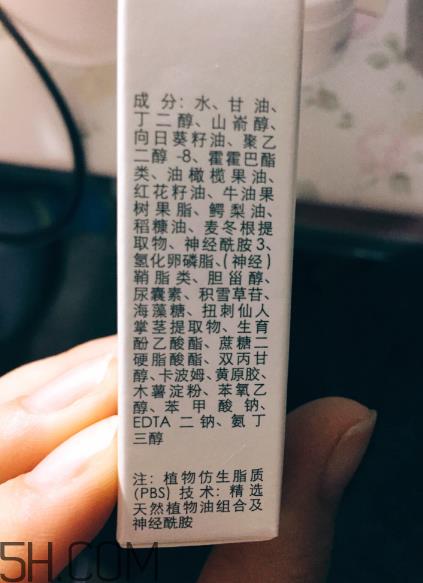 成分：水、甘油、
丁二醇、山嵛醇、
向日葵籽油、聚乙
二醇-8、霍霍巴酯
类、油橄榄果油、
红花籽油、牛油果
树果脂、鳄梨油、
稻糠油、麦冬根提
取物、神经酰胺3、
氢化卵磷脂、(神经)
鞘脂类、胆甾醇、
尿囊素、积雪草苷、
海藻糖、扭刺仙人
掌茎提取物、生育
酚乙酸酯、蔗糖二
硬脂酸酯、双丙甘
醇、卡波姆、黄原胶、
木薯淀粉、苯氧乙
醇、苯甲酸钠、
EDTA二钠、氨丁
三醇
注：植物仿生脂质
(PBS)技术：精选
天然植物油组合及
神经酰胺
5H.COM